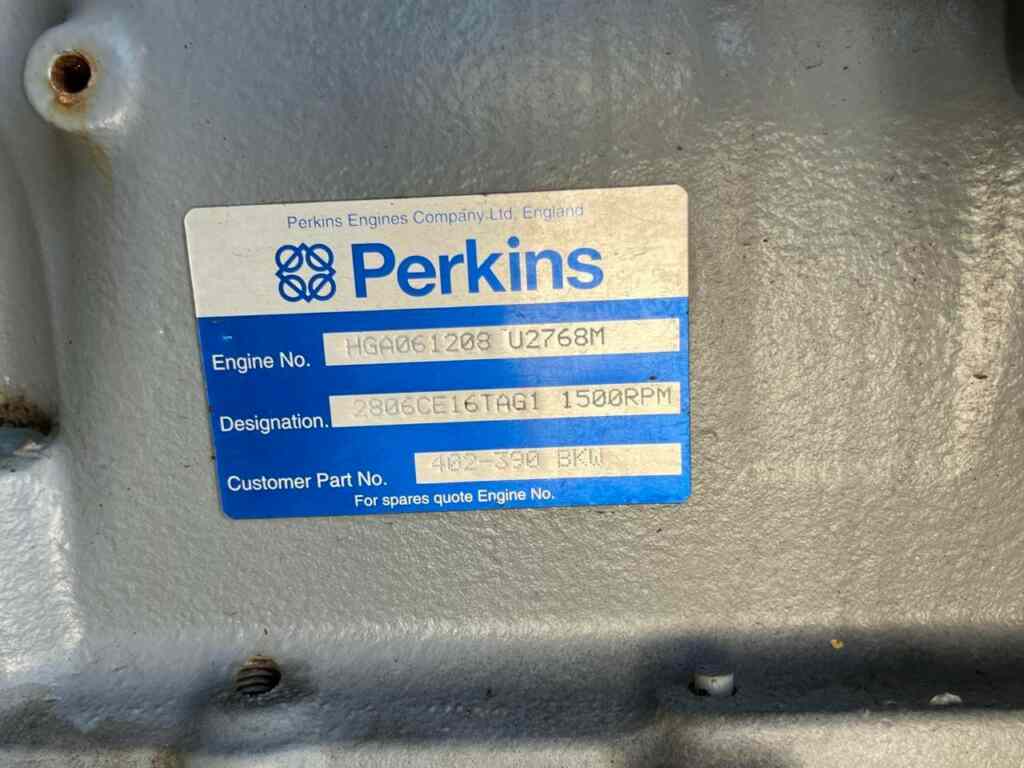 Perkins Engines Company Ltd, England
Perkins
Engine No. HGA061208 U2768M
Designation. 2806CE16TAG1 1500RPM
Customer Part No. 402-390 BKW
For spares quote Engine No.